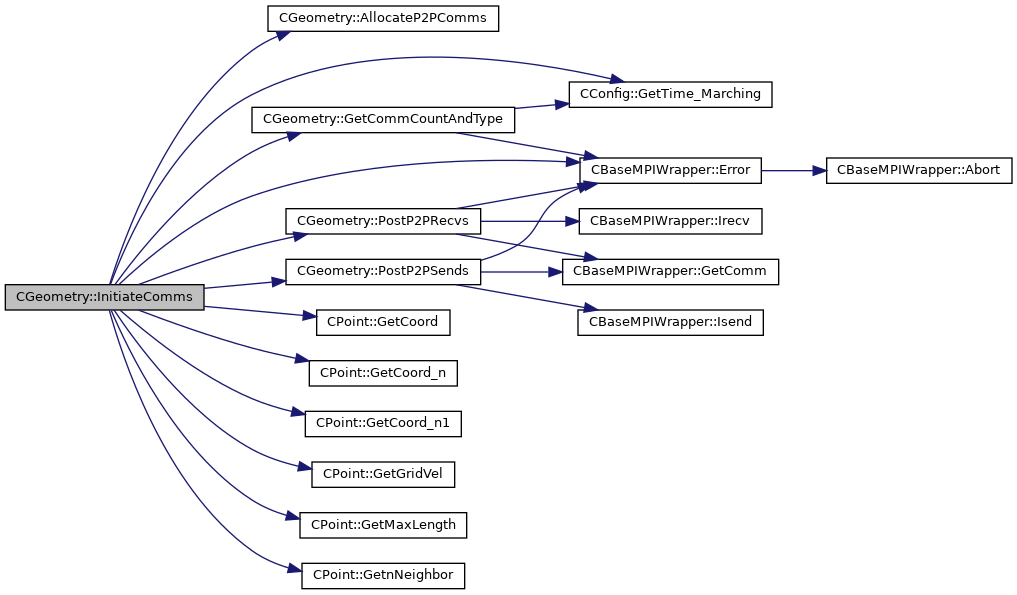 CGeometry::AllocateP2PComms
CConfig::GetTime_Marching
CGeometry::GetCommCountAndType
CBaseMPIWrapper::Error
CBaseMPIWrapper::Abort
CGeometry::PostP2PRecvs
CBaseMPIWrapper::Irecv
CGeometry::PostP2PSends
CBaseMPIWrapper::GetComm
CGeometry::InitiateComms
CPoint::GetCoord
CBaseMPIWrapper::Isend
CPoint::GetCoord_n
CPoint::GetCoord_n1
CPoint::GetGridVel
CPoint::GetMaxLength
CPoint::GetnNeighbor